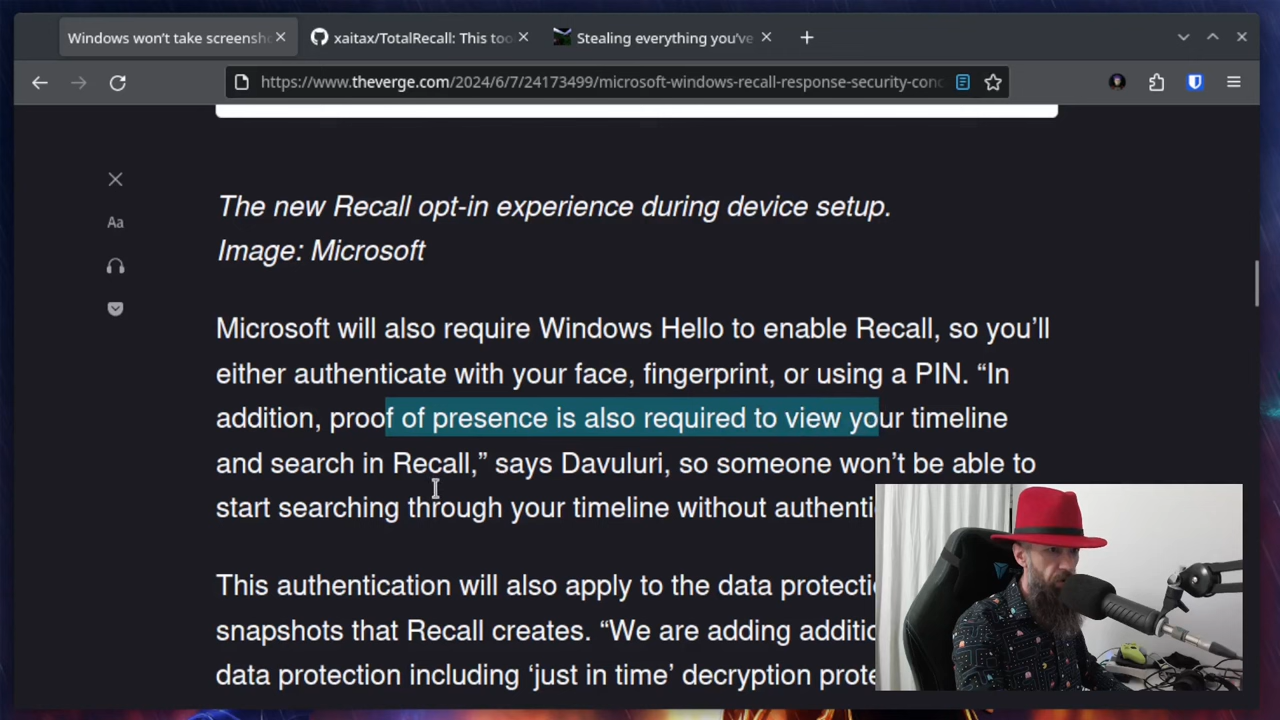 Windows won't take screensh
xaitax/TotalRecall: This too
Stealing everything you've
https://www.theverge.com/2024/6/7/24173499/microsoft-windows-recall-response-security-conc
Aa
The new Recall opt-in experience during device setup.
Image: Microsoft
Microsoft will also require Windows Hello to enable Recall, so you'll
either authenticate with your face, fingerprint, or using a PIN. “In
addition, proof of presence is also required to view your timeline
and search in Recall,” says Davuluri, so someone won't be able to
start searching through your timeline without authenti
This authentication will also apply to the data protecti
snapshots that Recall creates. “We are adding additio
data protection including ‘just in time’ decryption prote